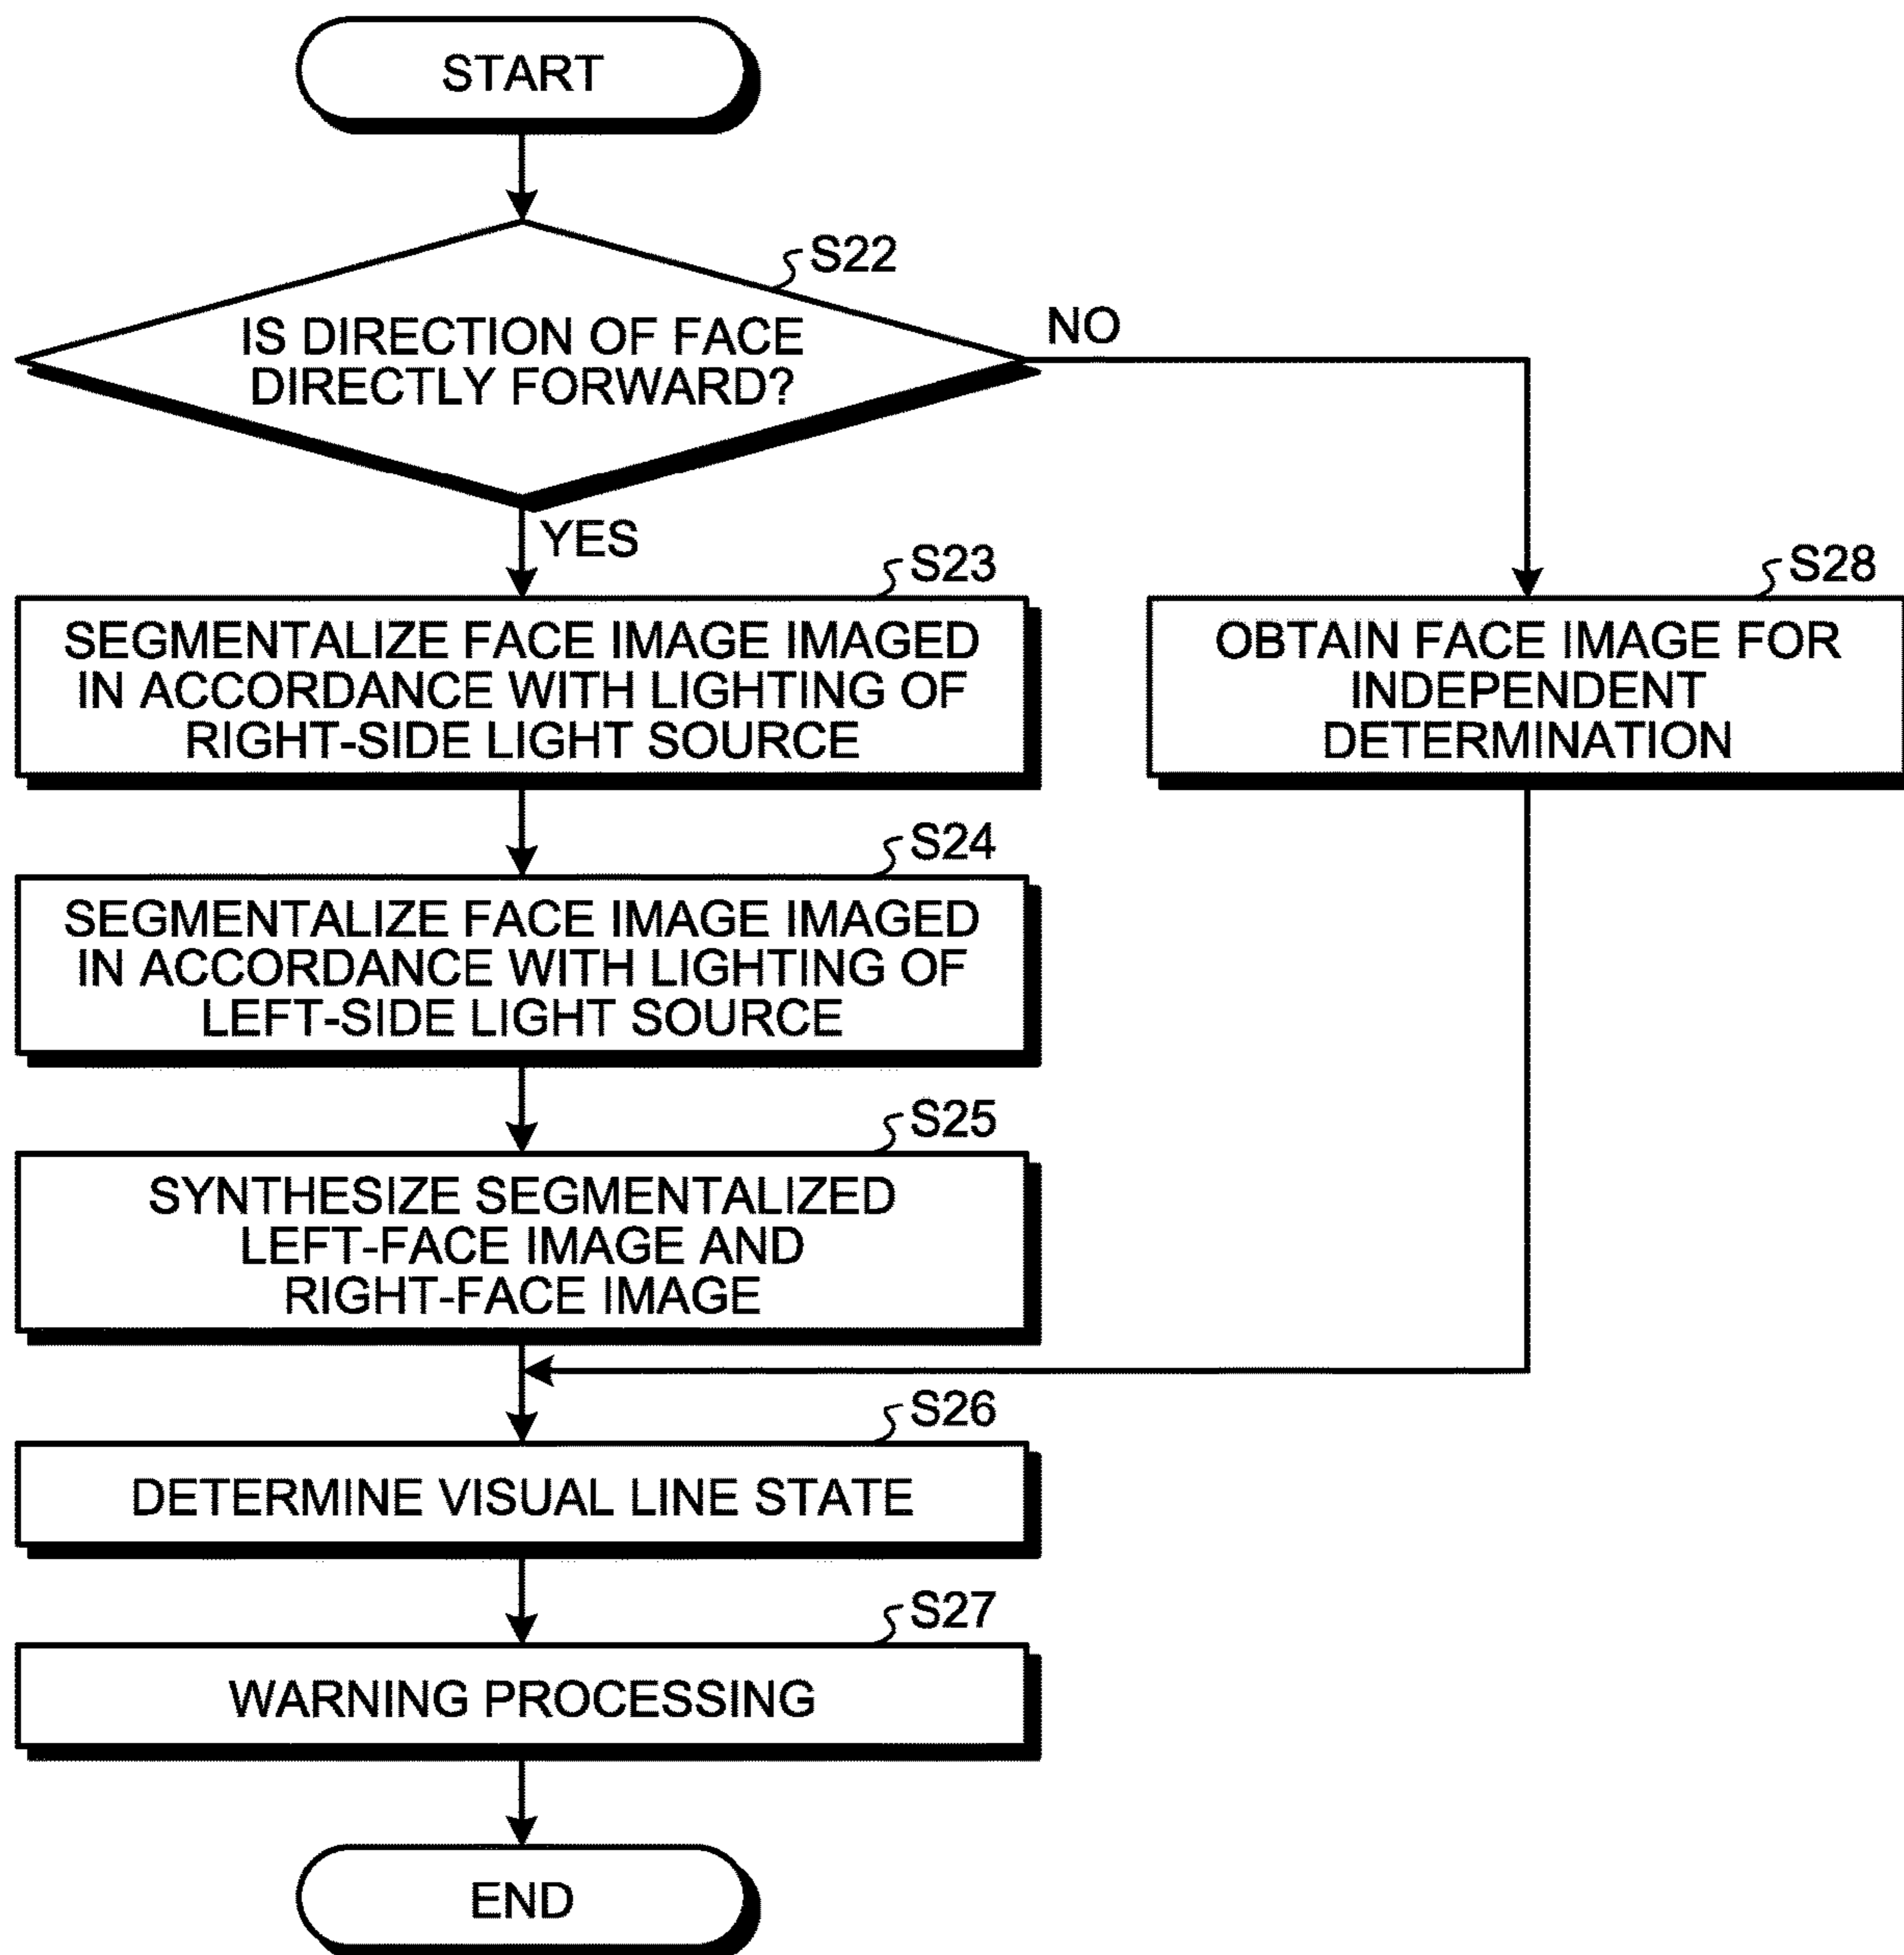 START
S22
IS DIRECTION OF FACE
DIRECTLY FORWARD?
NO
YES
S23
SEGMENTALIZE FACE IMAGE IMAGED
IN ACCORDANCE WITH LIGHTING OF
RIGHT-SIDE LIGHT SOURCE
S28
OBTAIN FACE IMAGE FOR
INDEPENDENT
DETERMINATION
S24
SEGMENTALIZE FACE IMAGE IMAGED
IN ACCORDANCE WITH LIGHTING OF
LEFT-SIDE LIGHT SOURCE
S25
SYNTHESIZE SEGMENTALIZED
LEFT-FACE IMAGE AND
RIGHT-FACE IMAGE
S26
DETERMINE VISUAL LINE STATE
S27
WARNING PROCESSING
END